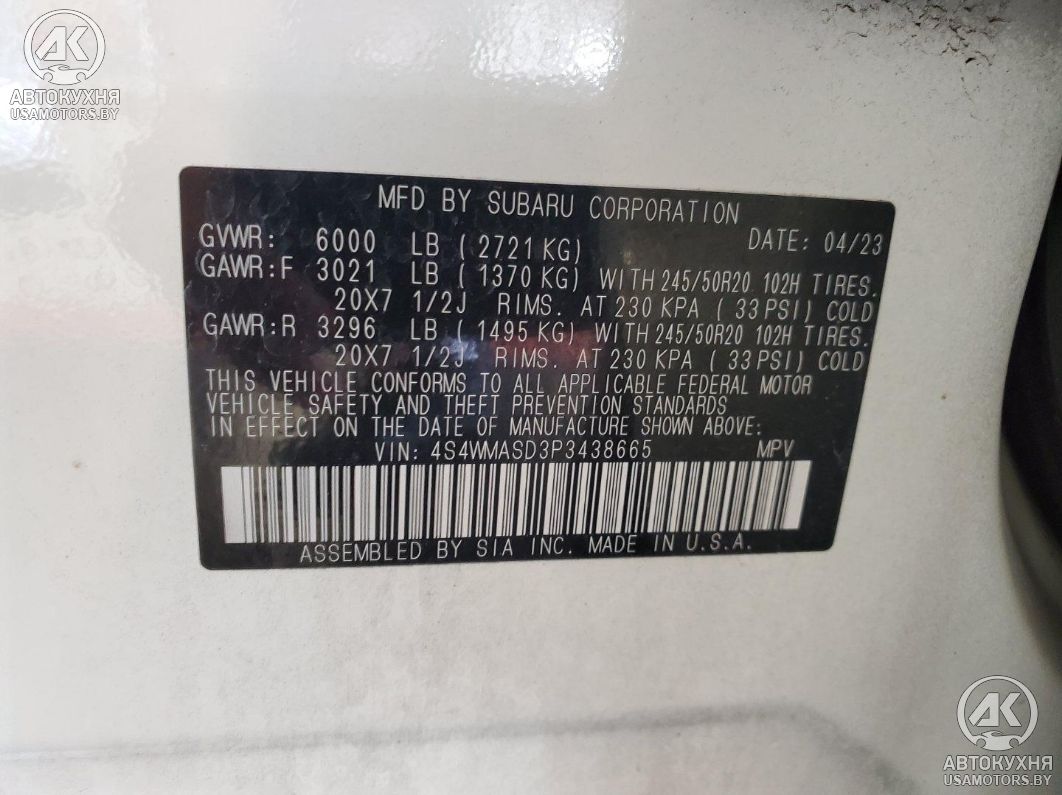 АК
АВТОКУХНЯ
USAMOTORS.BY
MFD BY SUBARU CORPORATION
GVWR: 6000 LB ( 2721 KG) DATE: 04/23
GAWR:F 3021 LB ( 1370 KG) WITH 245/50R20 102H TIRES.
20X7 1/2J RIMS. AT 230 KPA ( 33 PSI) COLD
GAWR:R 3296 LB ( 1495 KG) WITH 245/50R20 102H TIRES.
20X7 1/2J RIMS. AT 230 KPA ( 33 PSI) COLD
THIS VEHICLE CONFORMS TO ALL APPLICABLE FEDERAL MOTOR
VEHICLE SAFETY AND THEFT PREVENTION STANDARDS
IN EFFECT ON THE DATE OF MANUFACTURE SHOWN ABOVE:
VIN: 4S4WMASD3P3438665 MPV
ASSEMBLED BY SIA INC. MADE IN U.S.A.
АК
АВТОКУХНЯ
USAMOTORS.BY